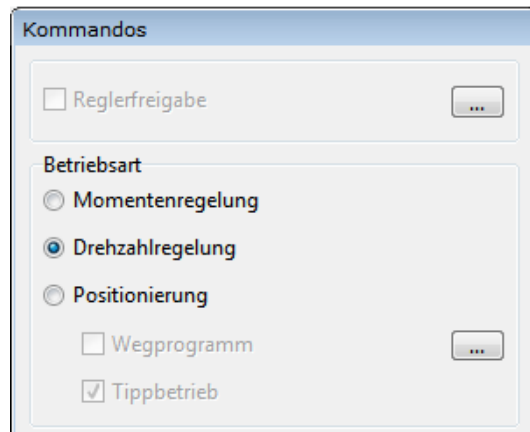 Kommandos
Reglerfreigabe
...
Betriebsart
Momentenregelung
Drehzahlregelung
Positionierung
Wegprogramm
...
Tippbetrieb